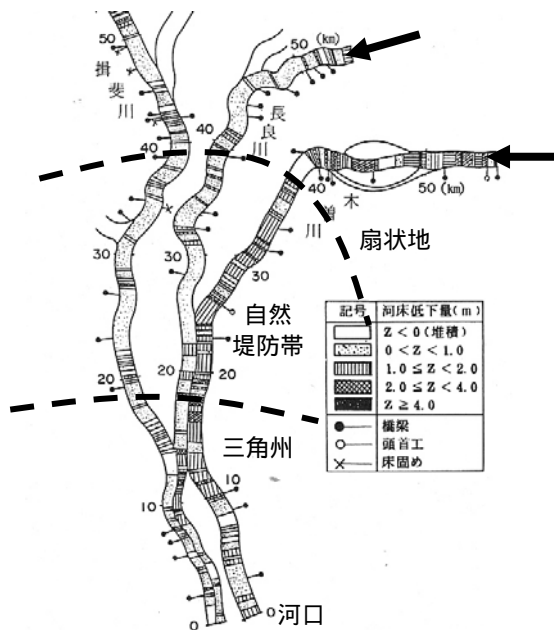 50
揖斐川
50 (km)
長良川
40
40
40
50 (km)
木曽川
扇状地
30
30
自然
堤防帯
20
20
20
三角州
10
10
0
0
河口
記号 河床低下量(m)
Z<0(堆積)
0<Z<1.0
1.0≦Z<2.0
2.0≦Z<4.0
Z≧4.0
橋梁
頭首工
床固め